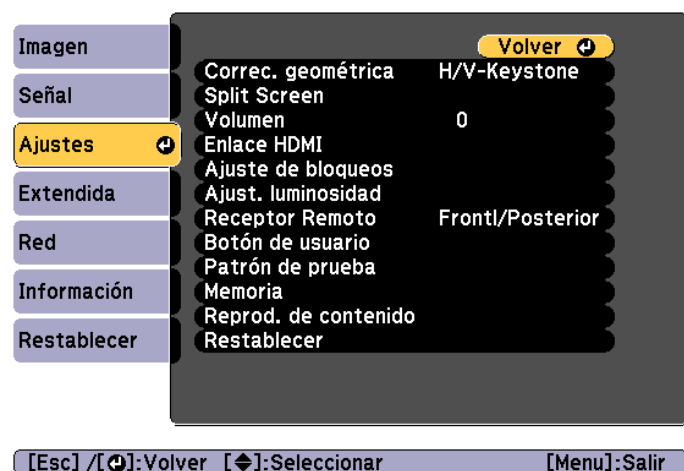 Imagen
Señal
Ajustes
Extendida
Red
Información
Restablecer
Volver
Correc. geométrica H/V-Keystone
Split Screen
Volumen 0
Enlace HDMI
Ajuste de bloqueos
Ajust. luminosidad
Receptor Remoto Frontl/Posterior
Botón de usuario
Patrón de prueba
Memoria
Reprod. de contenido
Restablecer
[Esc] /[⏎]:Volver [◆]:Seleccionar [Menu]:Salir